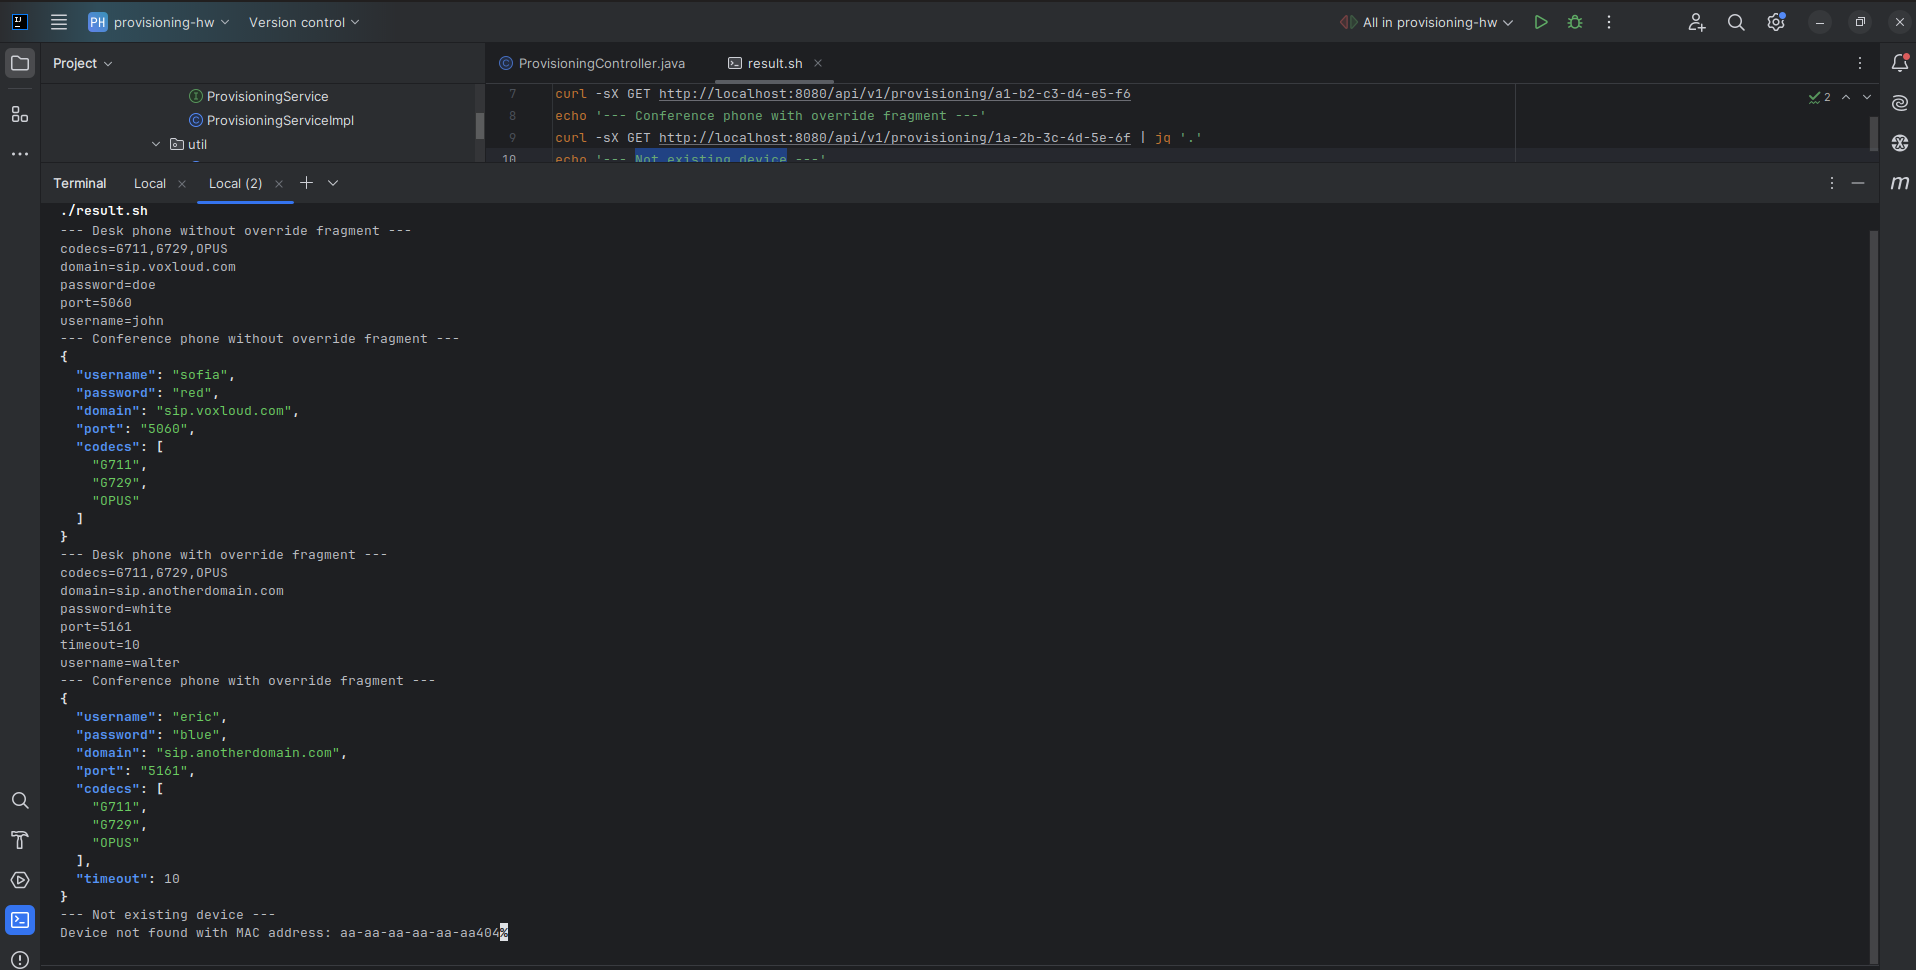 PH provisioning-hw Version control All in provisioning-hw
Project
ProvisioningController.java result.sh
ProvisioningService
ProvisioningServiceImpl
util
7 curl -sX GET http://localhost:8080/api/v1/provisioning/a1-b2-c3-d4-e5-f6
8 echo '--- Conference phone with override fragment ---'
9 curl -sX GET http://localhost:8080/api/v1/provisioning/1a-2b-3c-4d-5e-6f | jq '.'
10 echo '--- Not existing device ---'
2
Terminal Local Local (2)
m
./result.sh
--- Desk phone without override fragment ---
codecs=G711,G729,OPUS
domain=sip.voxloud.com
password=doe
port=5060
username=john
--- Conference phone without override fragment ---
{
"username": "sofia",
"password": "red",
"domain": "sip.voxloud.com",
"port": "5060",
"codecs": [
"G711",
"G729",
"OPUS"
]
}
--- Desk phone with override fragment ---
codecs=G711,G729,OPUS
domain=sip.anotherdomain.com
password=white
port=5161
timeout=10
username=walter
--- Conference phone with override fragment ---
{
"username": "eric",
"password": "blue",
"domain": "sip.anotherdomain.com",
"port": "5161",
"codecs": [
"G711",
"G729",
"OPUS"
],
"timeout": 10
}
--- Not existing device ---
Device not found with MAC address: aa-aa-aa-aa-aa-aa404%